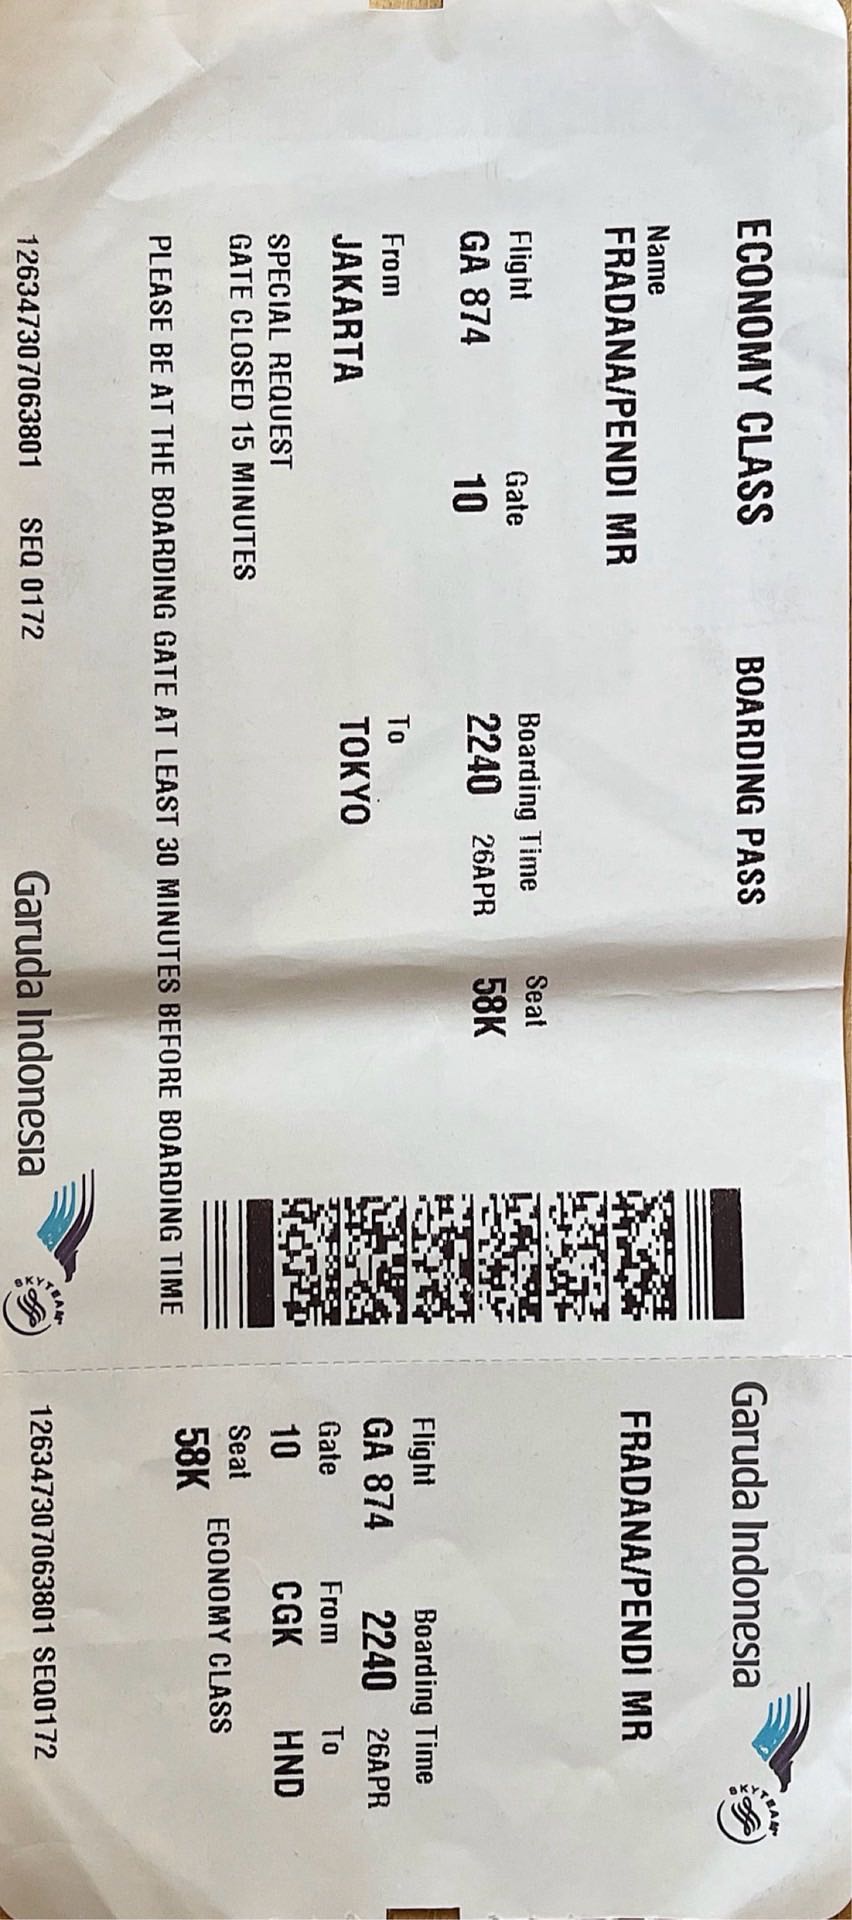 ECONOMY CLASS BOARDING PASS
Name
FRADANA/PENDI MR
Flight Gate Boarding Time Seat
GA 874 10 2240 26APR 58K
From To
JAKARTA TOKYO
SPECIAL REQUEST
GATE CLOSED 15 MINUTES
PLEASE BE AT THE BOARDING GATE AT LEAST 30 MINUTES BEFORE BOARDING TIME
1263473070638​01 SEQ 0172
Garuda Indonesia
SKYTEAM
Garuda Indonesia
SKYTEAM
FRADANA/PENDI MR
Flight Boarding Time
GA 874 2240 26APR
Gate From To
10 CGK HND
Seat
58K ECONOMY CLASS
126347307063801 SEQ0172